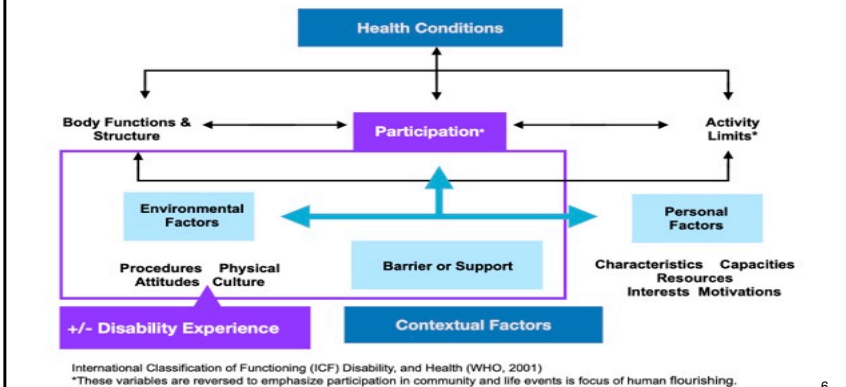 Health Conditions
Body Functions &
Structure
Participation*
Activity
Limits*
Environmental
Factors
Personal
Factors
Procedures Physical
Attitudes Culture
Barrier or Support
Characteristics Capacities
Resources
Interests Motivations
+/- Disability Experience
Contextual Factors
International Classification of Functioning (ICF) Disability, and Health (WHO, 2001)
*These variables are reversed to emphasize participation in community and life events is focus of human flourishing.
6